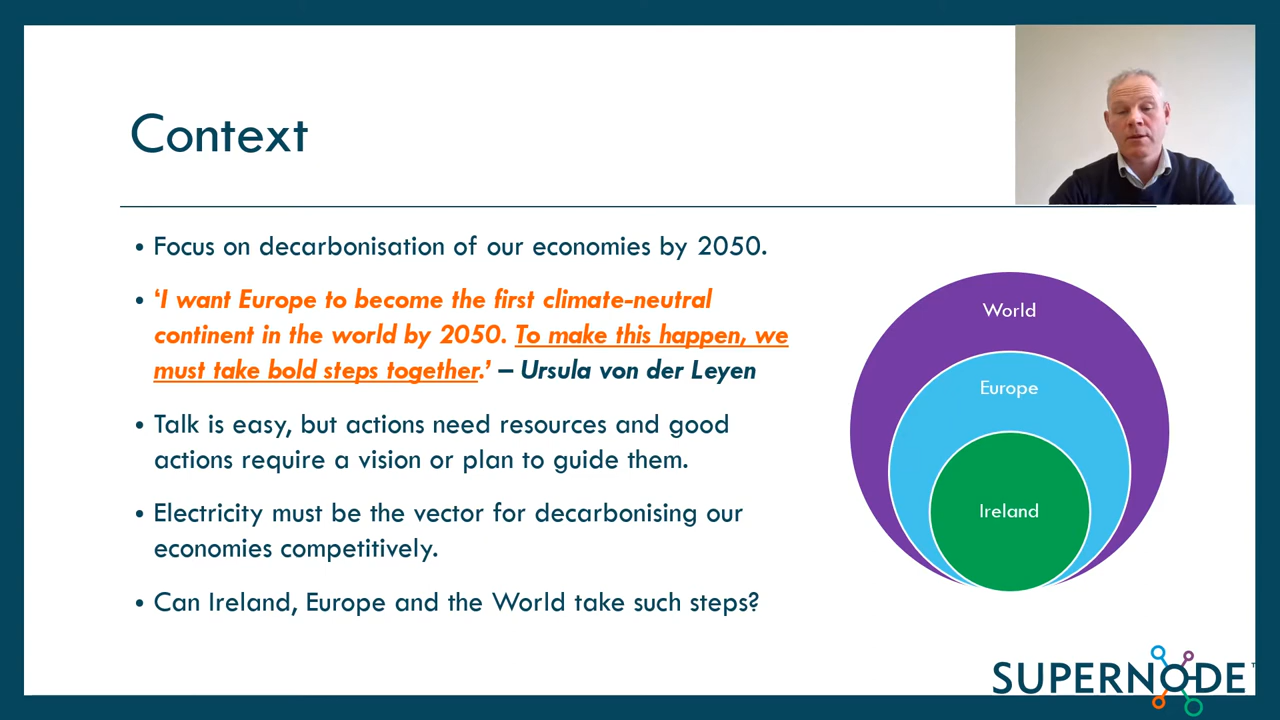 Context
• Focus on decarbonisation of our economies by 2050.
• ‘I want Europe to become the first climate-neutral
continent in the world by 2050. To make this happen, we
must take bold steps together.’ – Ursula von der Leyen
• Talk is easy, but actions need resources and good
actions require a vision or plan to guide them.
• Electricity must be the vector for decarbonising our
economies competitively.
• Can Ireland, Europe and the World take such steps?
World
Europe
Ireland
SUPERNODE™